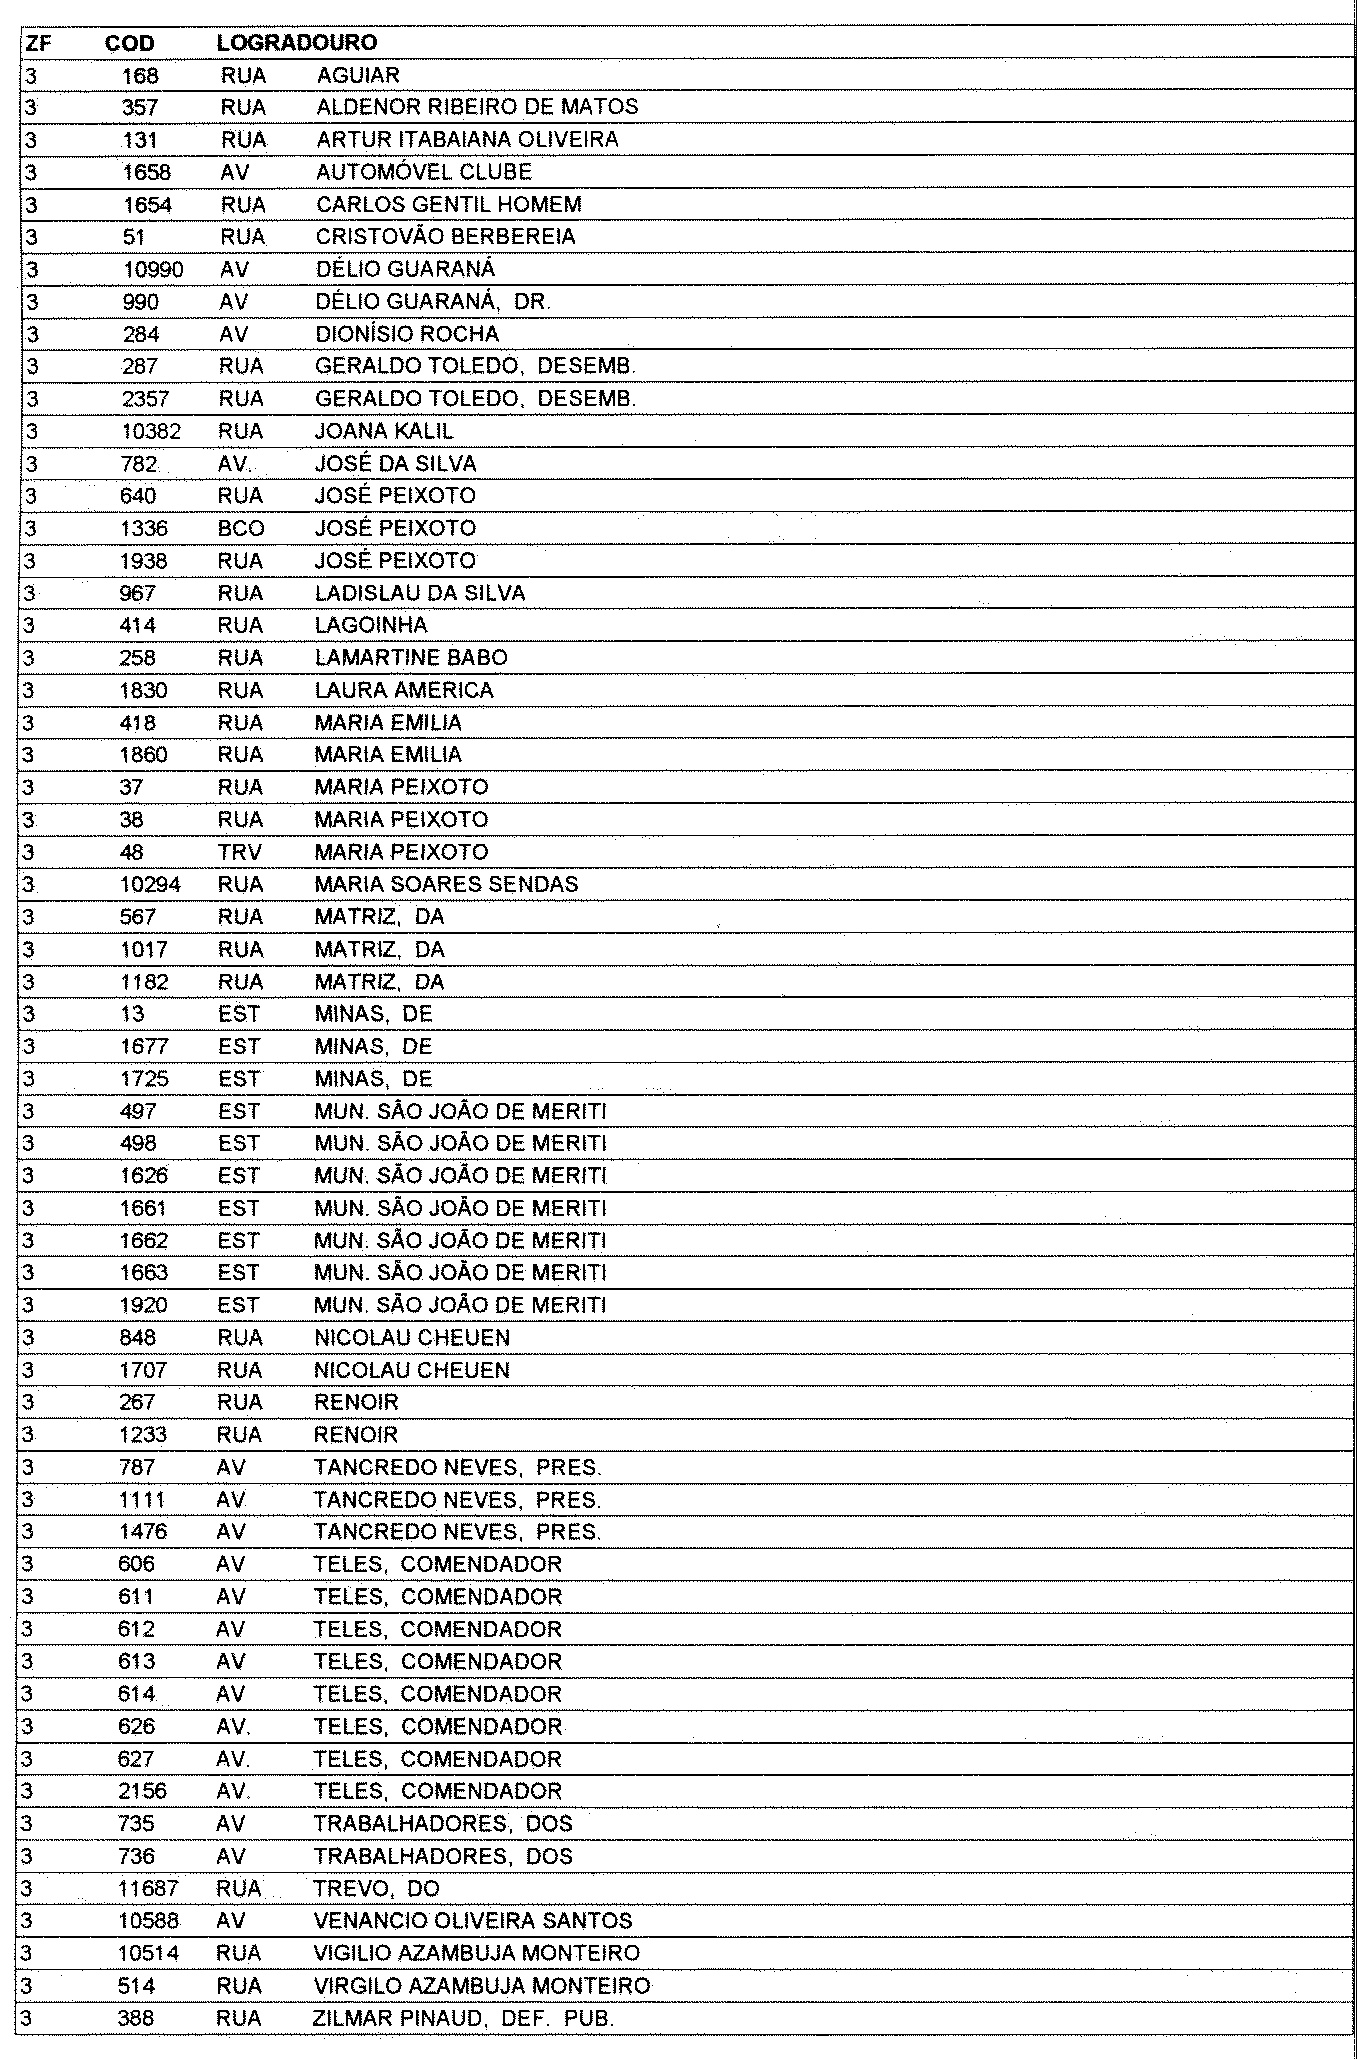 ZF COD LOGRADOURO
3 168 RUA AGUIAR
3 357 RUA ALDENOR RIBEIRO DE MATOS
3 131 RUA ARTUR ITABAIANA OLIVEIRA
3 1658 AV AUTOMÓVEL CLUBE
3 1654 RUA CARLOS GENTIL HOMEM
3 51 RUA CRISTOVÃO BERBEREIA
3 10990 AV DÉLIO GUARANÁ
3 990 AV DÉLIO GUARANÁ, DR.
3 284 AV DIONÍSIO ROCHA
3 287 RUA GERALDO TOLEDO, DESEMB.
3 2357 RUA GERALDO TOLEDO, DESEMB.
3 10382 RUA JOANA KALIL
3 782 AV. JOSÉ DA SILVA
3 640 RUA JOSÉ PEIXOTO
3 1336 BCO JOSÉ PEIXOTO
3 1938 RUA JOSÉ PEIXOTO
3 967 RUA LADISLAU DA SILVA
3 414 RUA LAGOINHA
3 258 RUA LAMARTINE BABO
3 1830 RUA LAURA AMERICA
3 418 RUA MARIA EMILIA
3 1860 RUA MARIA EMILIA
3 37 RUA MARIA PEIXOTO
3 38 RUA MARIA PEIXOTO
3 48 TRV MARIA PEIXOTO
3 10294 RUA MARIA SOARES SENDAS
3 567 RUA MATRIZ, DA
3 1017 RUA MATRIZ, DA
3 1182 RUA MATRIZ, DA
3 13 EST MINAS, DE
3 1677 EST MINAS, DE
3 1725 EST MINAS, DE
3 497 EST MUN. SÃO JOÃO DE MERITI
3 498 EST MUN. SÃO JOÃO DE MERITI
3 1626 EST MUN. SÃO JOÃO DE MERITI
3 1661 EST MUN. SÃO JOÃO DE MERITI
3 1662 EST MUN. SÃO JOÃO DE MERITI
3 1663 EST MUN. SÃO JOÃO DE MERITI
3 1920 EST MUN. SÃO JOÃO DE MERITI
3 848 RUA NICOLAU CHEUEN
3 1707 RUA NICOLAU CHEUEN
3 267 RUA RENOIR
3 1233 RUA RENOIR
3 787 AV TANCREDO NEVES, PRES.
3 1111 AV TANCREDO NEVES, PRES.
3 1476 AV TANCREDO NEVES, PRES.
3 606 AV TELES, COMENDADOR
3 611 AV TELES, COMENDADOR
3 612 AV TELES, COMENDADOR
3 613 AV TELES, COMENDADOR
3 614 AV TELES, COMENDADOR
3 626 AV. TELES, COMENDADOR
3 627 AV. TELES, COMENDADOR
3 2156 AV. TELES, COMENDADOR
3 735 AV TRABALHADORES, DOS
3 736 AV TRABALHADORES, DOS
3 11687 RUA TREVO, DO
3 10588 AV VENANCIO OLIVEIRA SANTOS
3 10514 RUA VIGILIO AZAMBUJA MONTEIRO
3 514 RUA VIRGILO AZAMBUJA MONTEIRO
3 388 RUA ZILMAR PINAUD, DEF. PUB.